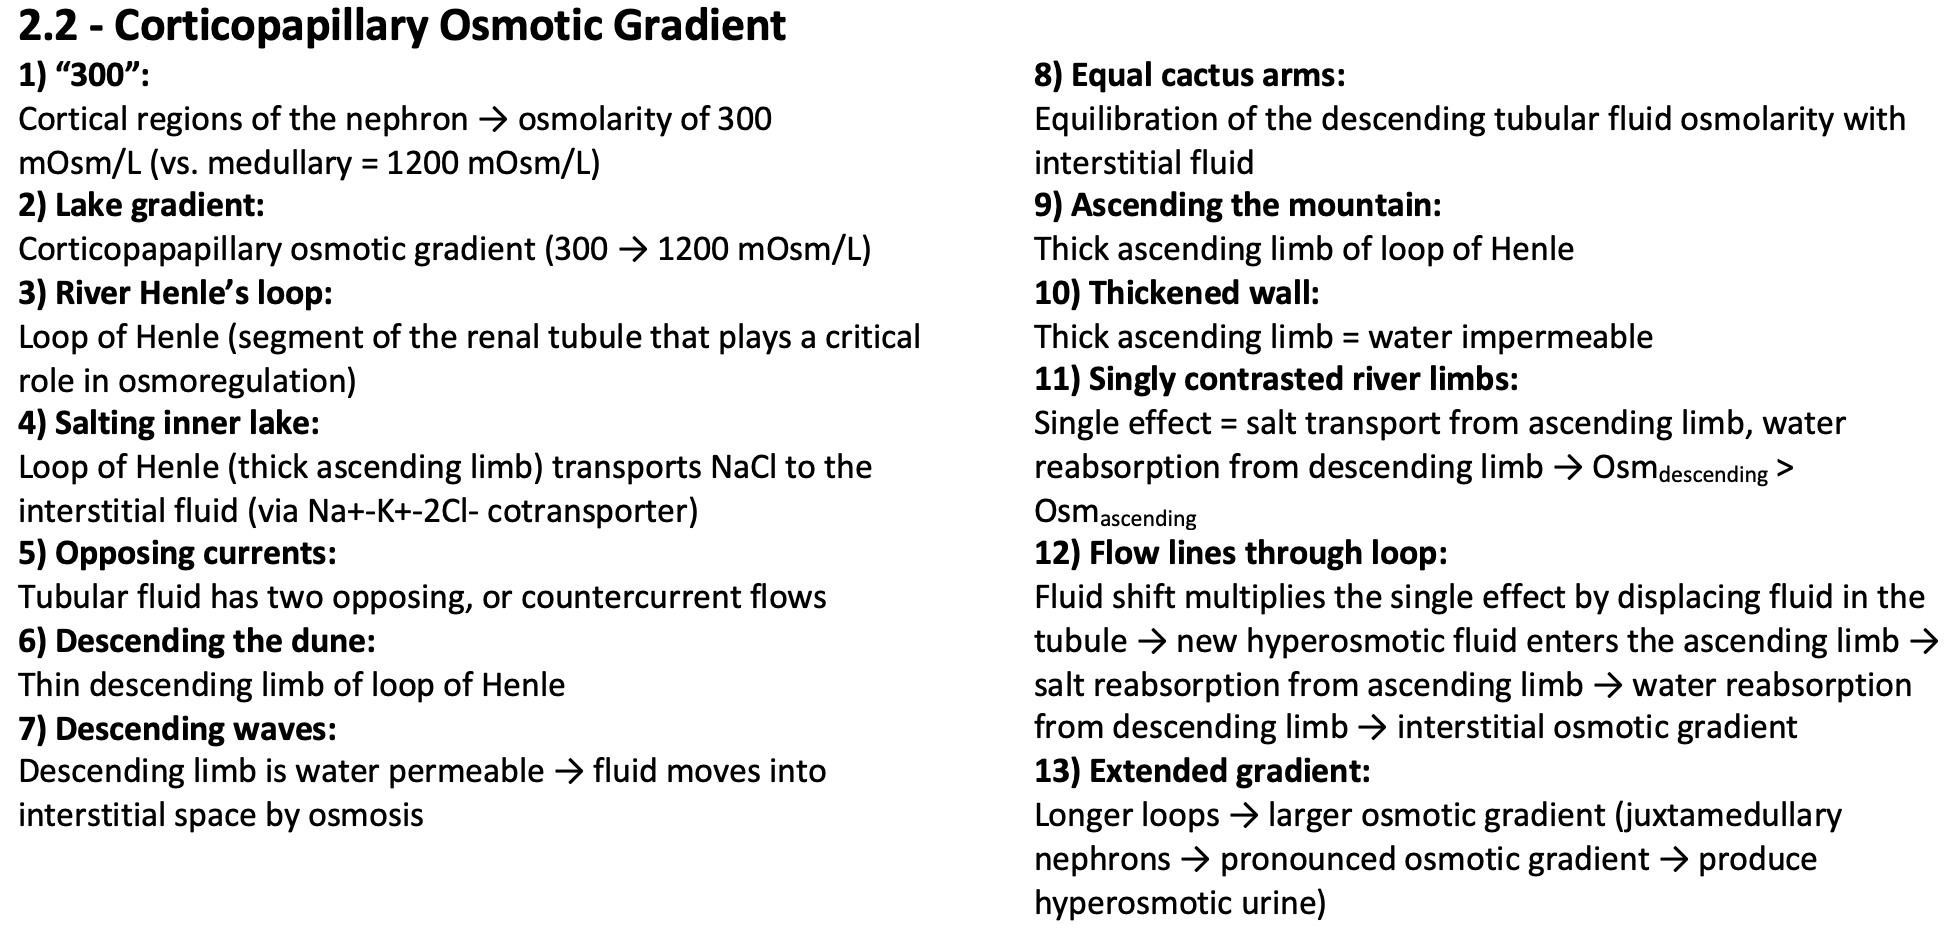 2.2 - Corticopapillary Osmotic Gradient
1) “300”:
Cortical regions of the nephron → osmolarity of 300
mOsm/L (vs. medullary = 1200 mOsm/L)
2) Lake gradient:
Corticopapapillary osmotic gradient (300 → 1200 mOsm/L)
3) River Henle’s loop:
Loop of Henle (segment of the renal tubule that plays a critical
role in osmoregulation)
4) Salting inner lake:
Loop of Henle (thick ascending limb) transports NaCl to the
interstitial fluid (via Na+-K+-2Cl- cotransporter)
5) Opposing currents:
Tubular fluid has two opposing, or countercurrent flows
6) Descending the dune:
Thin descending limb of loop of Henle
7) Descending waves:
Descending limb is water permeable → fluid moves into
interstitial space by osmosis
8) Equal cactus arms:
Equilibration of the descending tubular fluid osmolarity with
interstitial fluid
9) Ascending the mountain:
Thick ascending limb of loop of Henle
10) Thickened wall:
Thick ascending limb = water impermeable
11) Singly contrasted river limbs:
Single effect = salt transport from ascending limb, water
reabsorption from descending limb → Osm descending >
Osm ascending
12) Flow lines through loop:
Fluid shift multiplies the single effect by displacing fluid in the
tubule → new hyperosmotic fluid enters the ascending limb →
salt reabsorption from ascending limb → water reabsorption
from descending limb → interstitial osmotic gradient
13) Extended gradient:
Longer loops → larger osmotic gradient (juxtamedullary
nephrons → pronounced osmotic gradient → produce
hyperosmotic urine)